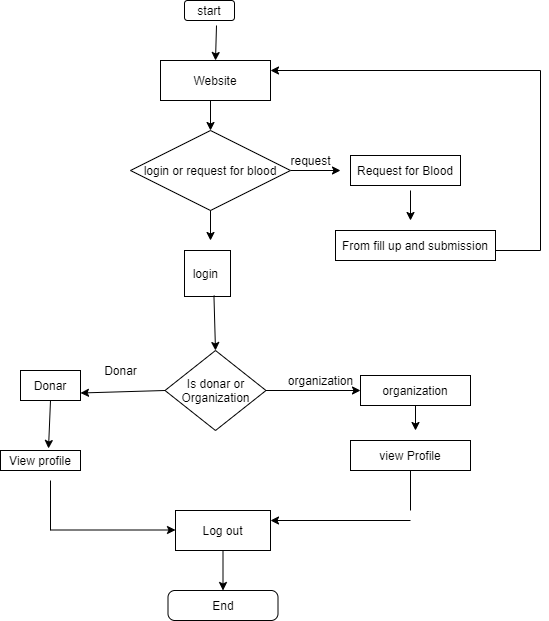 start
Website
login or request for blood
request
Request for Blood
From fill up and submission
login
Is donar or
Organization
Donar
organization
Donar
organization
View profile
view Profile
Log out
End